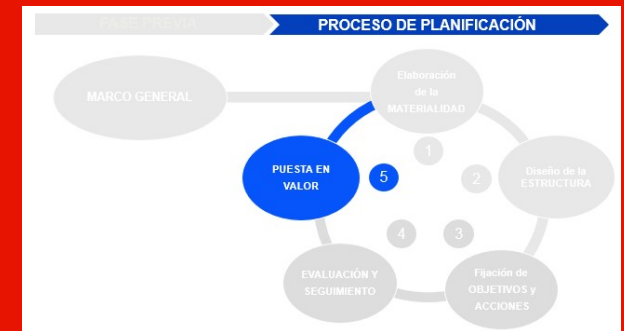 FASE PREVIA
PROCESO DE PLANIFICACIÓN
MARCO GENERAL
Elaboración
de la
MATERIALIDAD
1
2
Diseño de la
ESTRUCTURA
3
Fijación de
OBJETIVOS y
ACCIONES
4
EVALUACIÓN Y
SEGUIMIENTO
5
PUESTA EN
VALOR